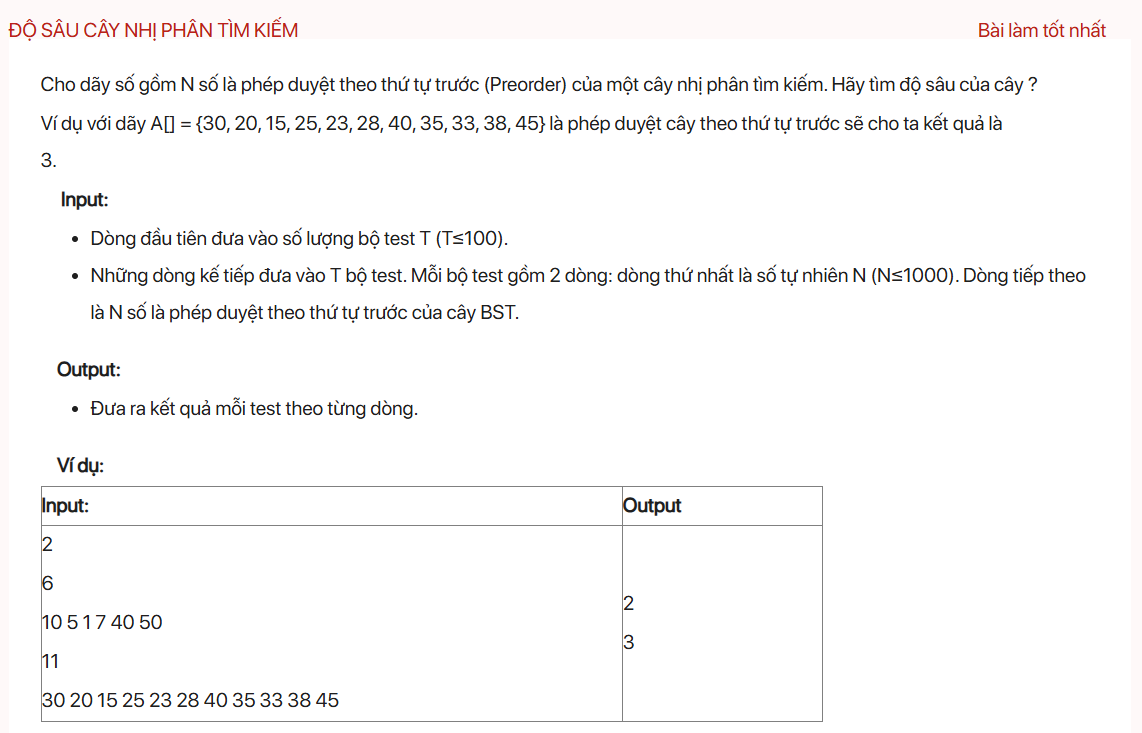 ĐỘ SÂU CÂY NHỊ PHÂN TÌM KIẾM
Bài làm tốt nhất
Cho dãy số gồm N số là phép duyệt theo thứ tự trước (Preorder) của một cây nhị phân tìm kiếm. Hãy tìm độ sâu của cây ?
Ví dụ với dãy A[] = {30, 20, 15, 25, 23, 28, 40, 35, 33, 38, 45} là phép duyệt cây theo thứ tự trước sẽ cho ta kết quả là
3.
Input:
• Dòng đầu tiên đưa vào số lượng bộ test T (T≤100).
• Những dòng kế tiếp đưa vào T bộ test. Mỗi bộ test gồm 2 dòng: dòng thứ nhất là số tự nhiên N (N≤1000). Dòng tiếp theo
là N số là phép duyệt theo thứ tự trước của cây BST.
Output:
• Đưa ra kết quả mỗi test theo từng dòng.
Ví dụ:
Input:
Output
2
6
10 5 1 7 40 50
11
30 20 15 25 23 28 40 35 33 38 45
2
3